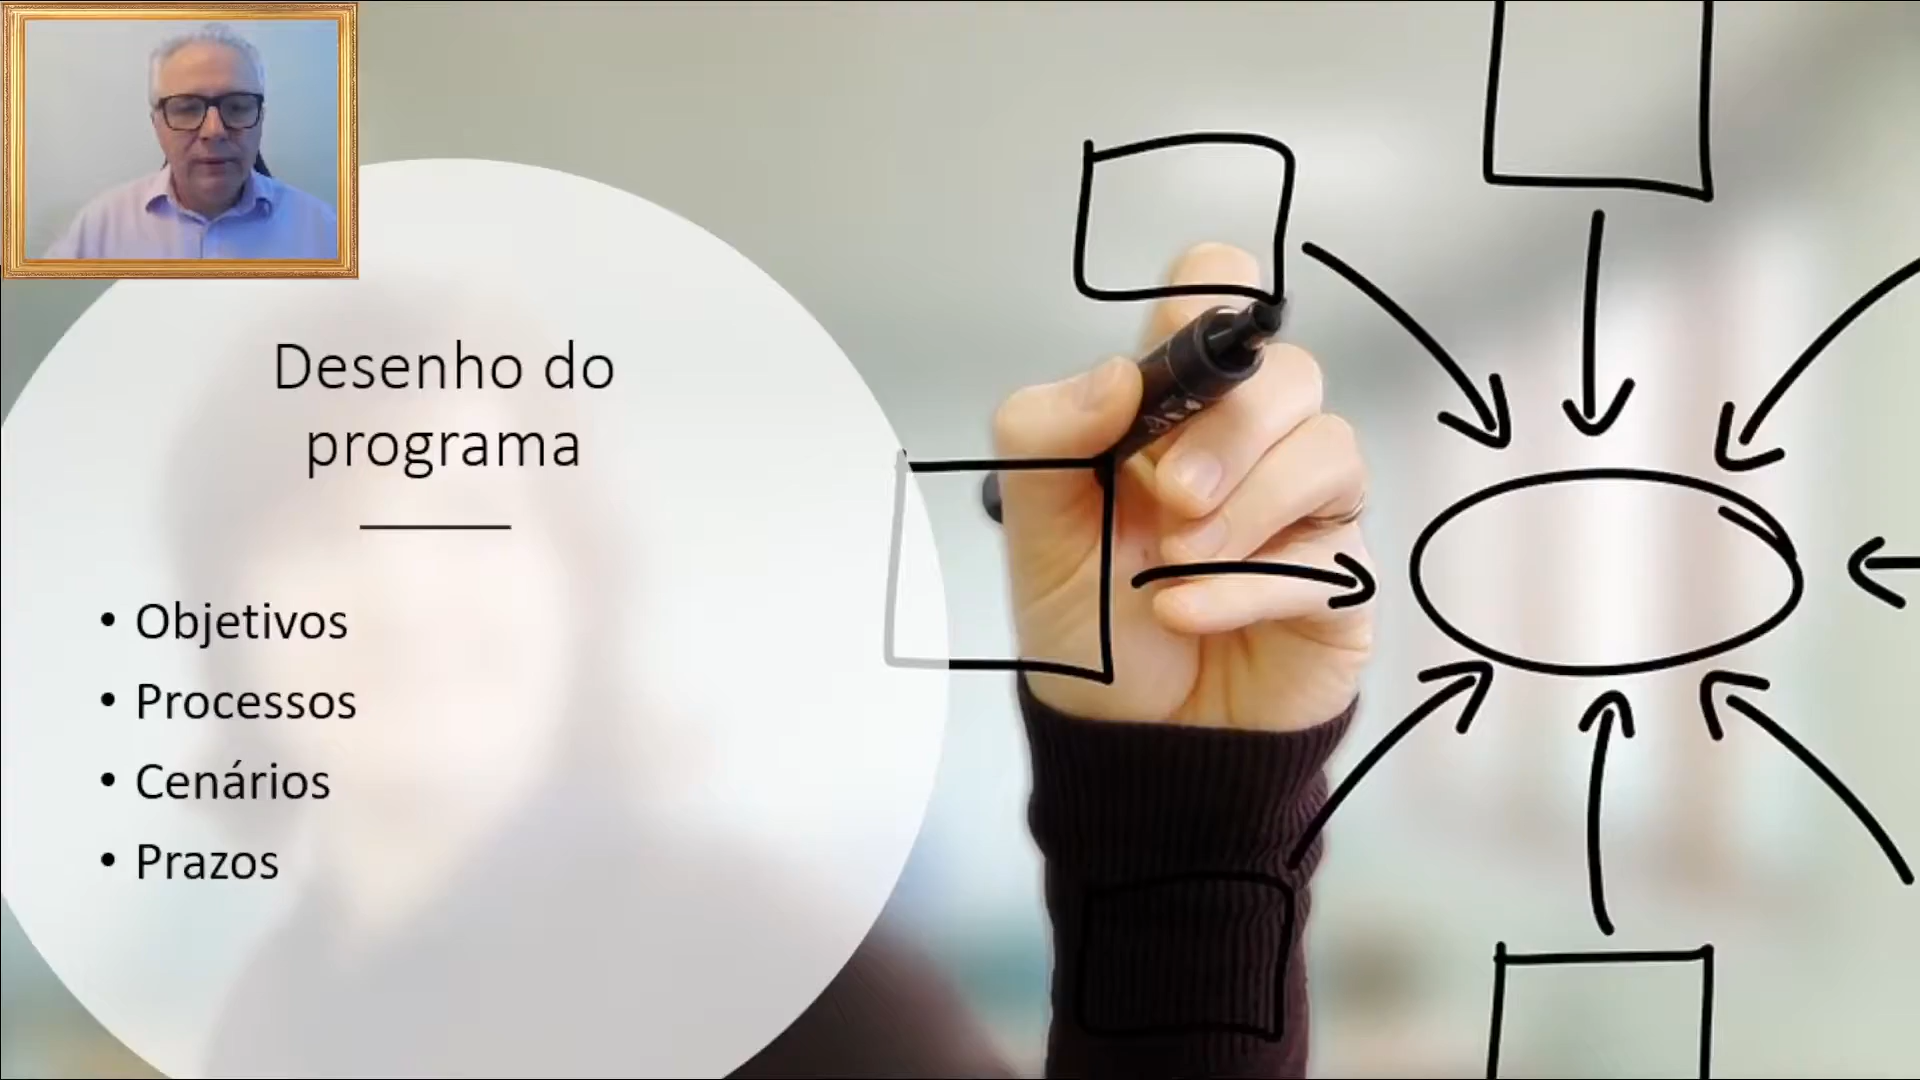 Desenho do
programa
• Objetivos
• Processos
• Cenários
• Prazos